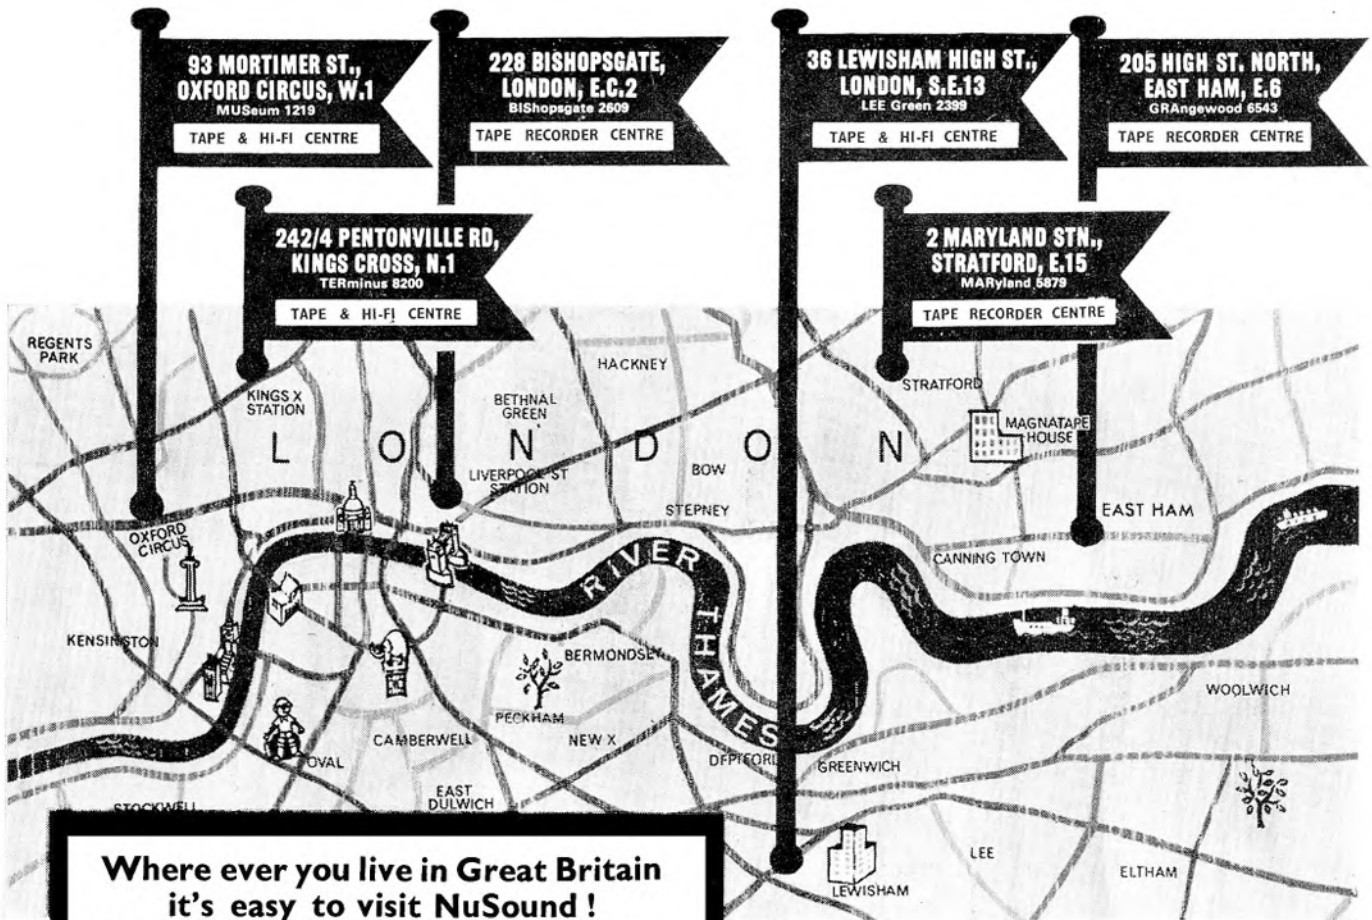 93 MORTIMER ST.,
OXFORD CIRCUS, W.1
MUSeum 1219
TAPE & HI-FI CENTRE
228 BISHOPSGATE,
LONDON, E.C.2
BIShopsgate 2609
TAPE RECORDER CENTRE
36 LEWISHAM HIGH ST.,
LONDON, S.E.13
LEE Green 2399
TAPE & HI-FI CENTRE
205 HIGH ST. NORTH,
EAST HAM, E.6
GRAngewood 6543
TAPE RECORDER CENTRE
242/4 PENTONVILLE RD,
KINGS CROSS, N.1
TERminus 8200
TAPE & HI-FI CENTRE
2 MARYLAND STN.,
STRATFORD, E.15
MARyland 5879
TAPE RECORDER CENTRE
REGENTS
PARK
KINGS X
STATION
HACKNEY
BETHNAL
GREEN
STRATFORD
MAGNATAPE
HOUSE
LONDON
LIVERPOOL ST
STATION
BOW
STEPNEY
EAST HAM
OXFORD
CIRCUS
CANNING TOWN
RIVER
THAMES
KENSINGTON
BERMONDSEY
WOOLWICH
PECKHAM
OVAL
CAMBERWELL
NEW X
DEPTFORD
GREENWICH
STOCKWELL
EAST
DULWICH
LEE
ELTHAM
LEWISHAM
Where ever you live in Great Britain
it's easy to visit NuSound !